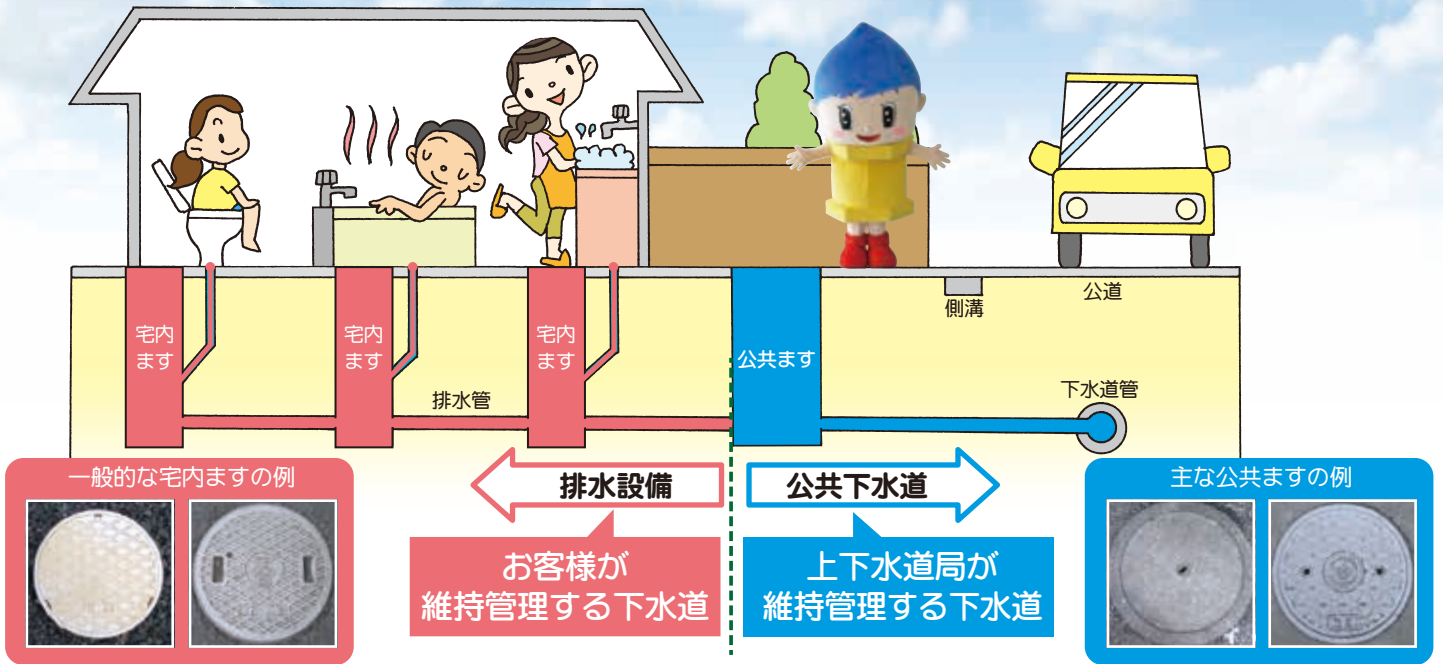 側溝
公道
宅内
ます
宅内
ます
宅内
ます
公共ます
排水管
下水道管
一般的な宅内ますの例
排水設備
公共下水道
主な公共ますの例
お客様が
維持管理する下水道
上下水道局が
維持管理する下水道